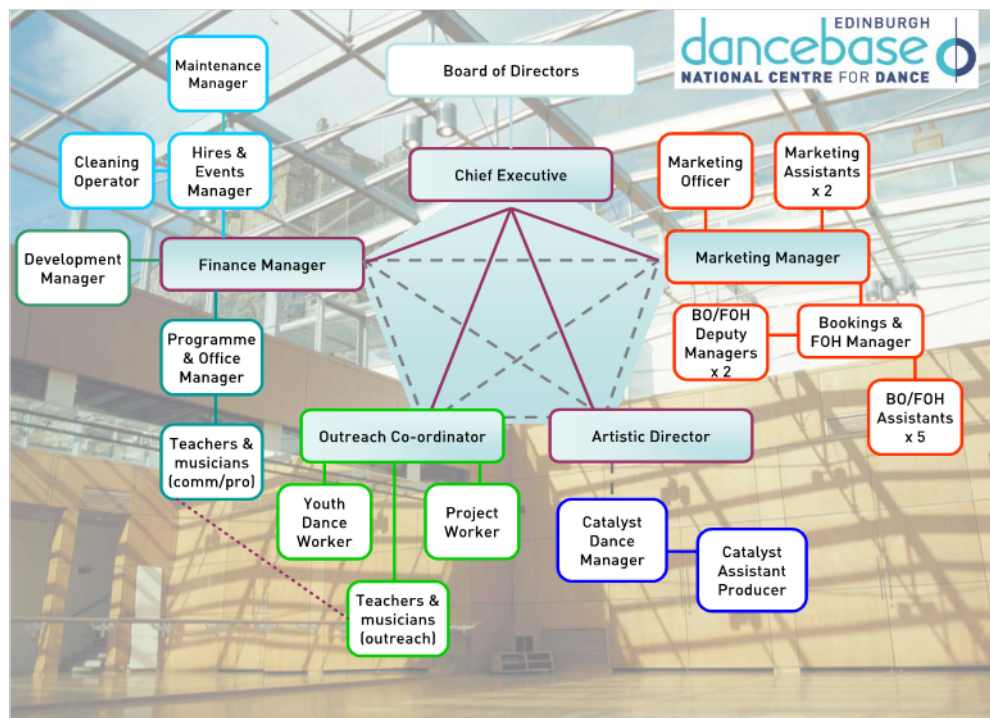 EDINBURGH
dancebase
NATIONAL CENTRE FOR DANCE
Board of Directors
Maintenance
Manager
Cleaning
Operator
Hires &
Events
Manager
Chief Executive
Marketing
Officer
Marketing
Assistants
x 2
Development
Manager
Finance Manager
Marketing Manager
Programme
& Office
Manager
BO/FOH
Deputy
Managers
x 2
Bookings &
FOH Manager
BO/FOH
Assistants
x 5
Teachers &
musicians
(comm/pro)
Outreach Co-ordinator
Artistic Director
Youth
Dance
Worker
Project
Worker
Catalyst
Dance
Manager
Catalyst
Assistant
Producer
Teachers &
musicians
(outreach)